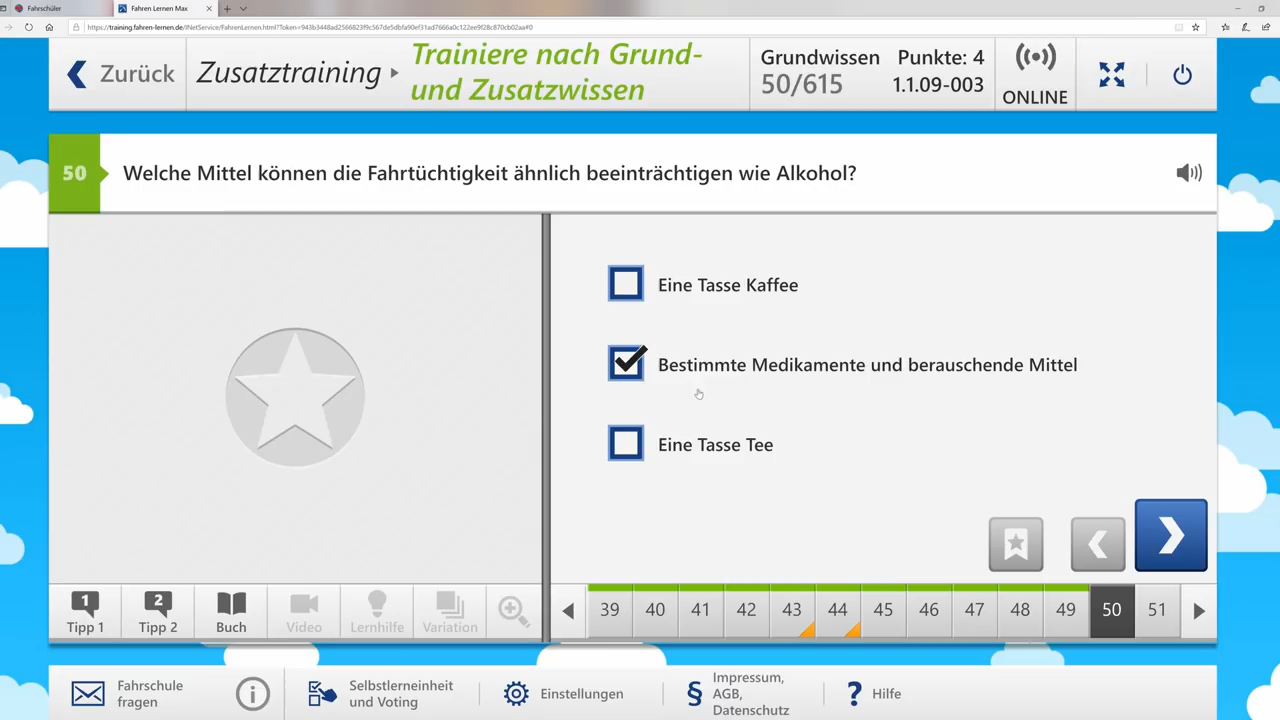 Fahrschüler
Fahren Lernen Max
Zurück
Zusatztraining
Trainiere nach Grund-
und Zusatzwissen
Grundwissen
50/615
Punkte: 4
1.1.09-003
ONLINE
50
Welche Mittel können die Fahrtüchtigkeit ähnlich beeinträchtigen wie Alkohol?
Eine Tasse Kaffee
Bestimmte Medikamente und berauschende Mittel
Eine Tasse Tee
1
Tipp 1
2
Tipp 2
Buch
Video
Lernhilfe
Variation
39 40 41 42 43 44 45 46 47 48 49 50 51
Fahrschule
fragen
Selbstlerneinheit
und Voting
Einstellungen
§
Impressum,
AGB,
Datenschutz
?
Hilfe